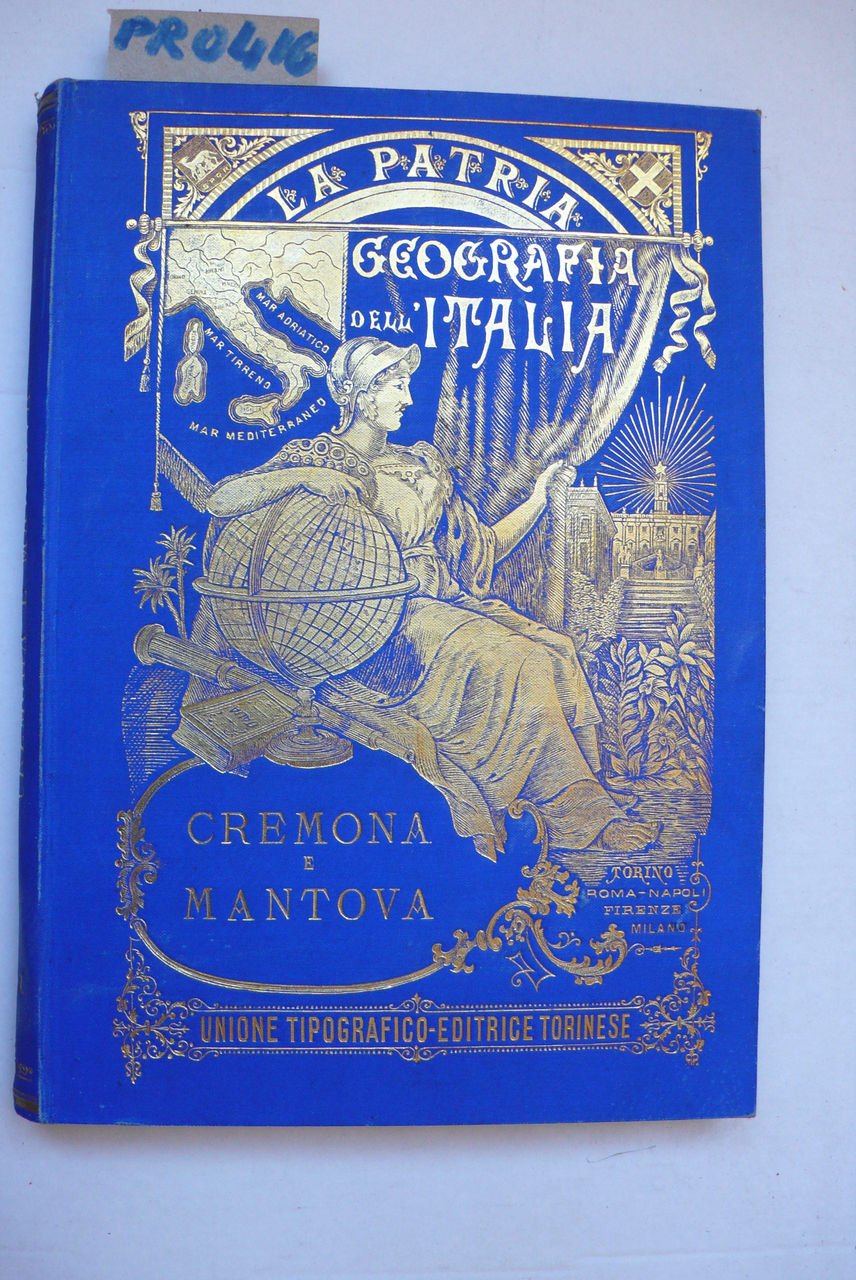 PRO416
LA PATRIA
S.P.Q.R.
GEOGRAFIA
DELL'ITALIA
MAR ADRIATICO
MAR TIRRENO
MAR MEDITERRANEO
CREMONA
E
MANTOVA
TORINO
ROMA-NAPOLI
FIRENZE
MILANO
UNIONE TIPOGRAFICO-EDITRICE TORINESE